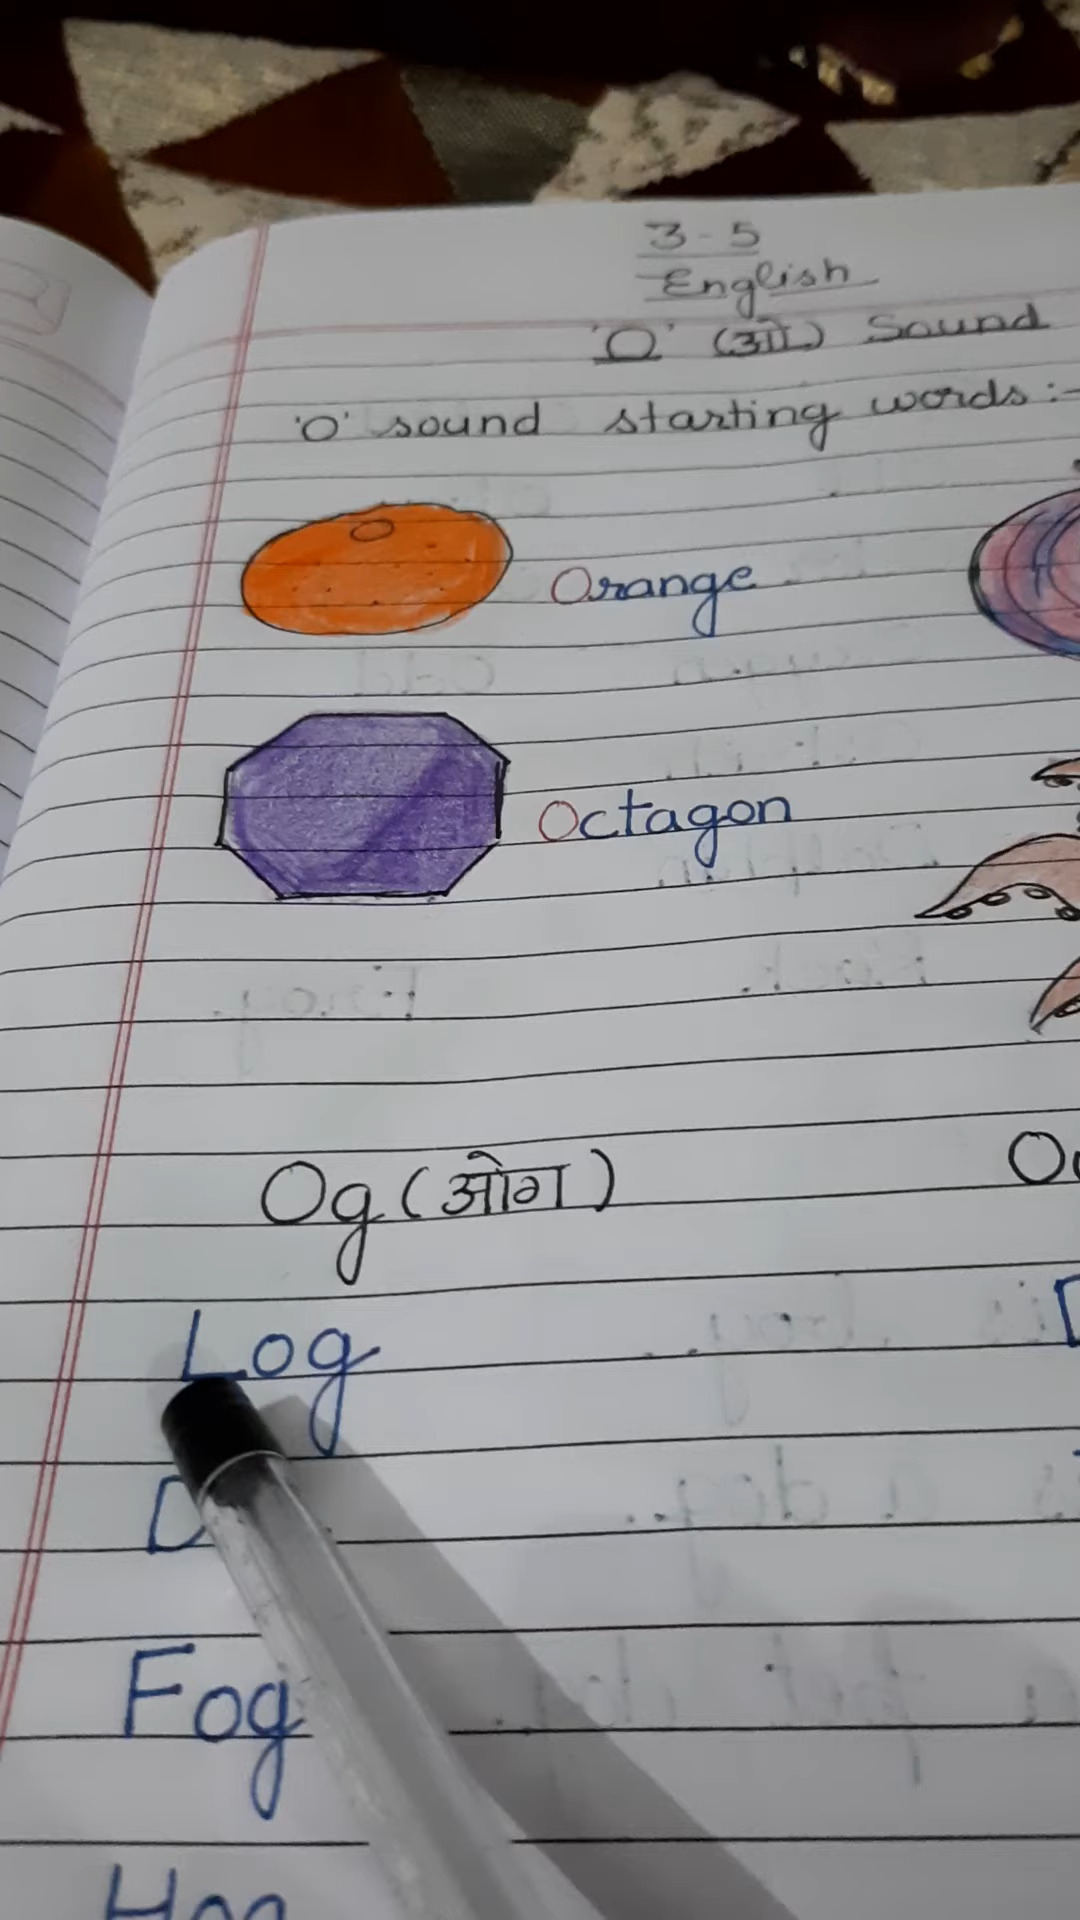 3-5
English
'O' (ओ) Sound
'O' sound starting words :-
Orange
Octagon
Og (ओग)
Log
Fog